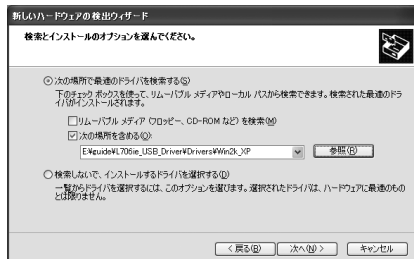 新しいハードウェアの検出ウィザード
検索とインストールのオプションを選んでください。
次の場所で最適のドライバを検索する(S)
下のチェック ボックスを使って、リムーバブル メディアやローカル パスから検索できます。検索された最適のドラ
イバがインストールされます。
リムーバブル メディア (フロッピー、CD-ROM など) を検索(M)
次の場所を含める(O):
E:¥guide¥L706ie_USB_Driver¥Drivers¥Win2k_XP
参照(R)
検索しないで、インストールするドライバを選択する(D)
一覧からドライバを選択するには、このオプションを選びます。選択されたドライバは、ハードウェアに最適のもの
とは限りません。
< 戻る(B)
次へ(N) >
キャンセル